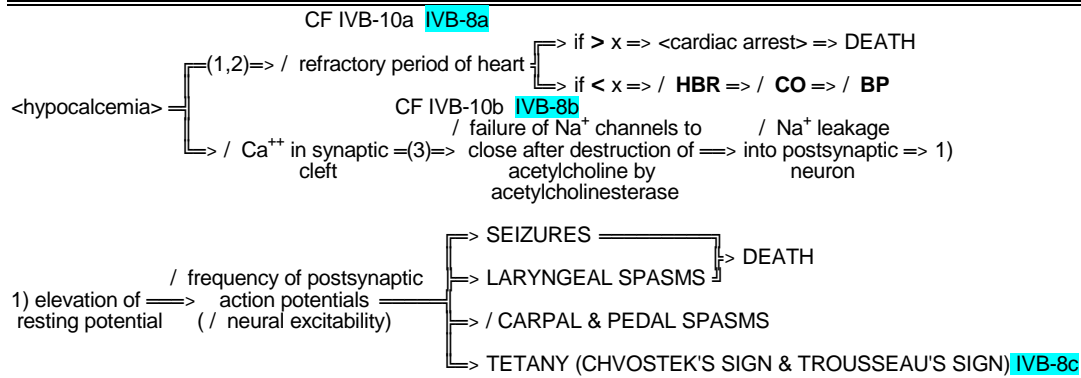 CF IVB-10a IVB-8a
=> if > x => <cardiac arrest> => DEATH
=(1,2)=> / refractory period of heart
=> if < x => / HBR => / CO => / BP
<hypocalcemia> =
CF IVB-10b IVB-8b
/ failure of Na+ channels to / Na+ leakage
=> / Ca++ in synaptic =(3)=> close after destruction of ==> into postsynaptic => 1)
cleft acetylcholine by neuron
acetylcholinesterase
=> SEIZURES
=> DEATH
/ frequency of postsynaptic => LARYNGEAL SPASMS
1) elevation of ===> action potentials
resting potential ( / neural excitability) => / CARPAL & PEDAL SPASMS
=> TETANY (CHVOSTEK'S SIGN & TROUSSEAU'S SIGN) IVB-8c